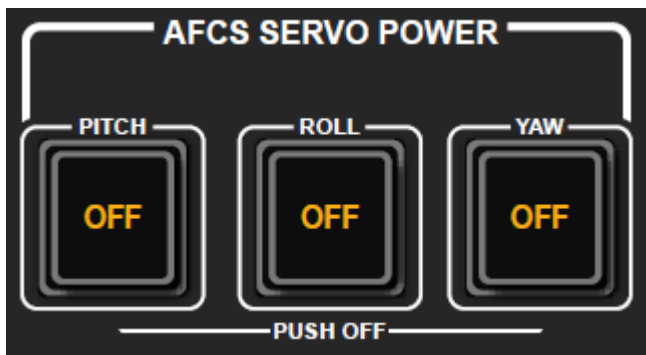 AFCS SERVO POWER
PITCH ROLL YAW
OFF OFF OFF
PUSH OFF